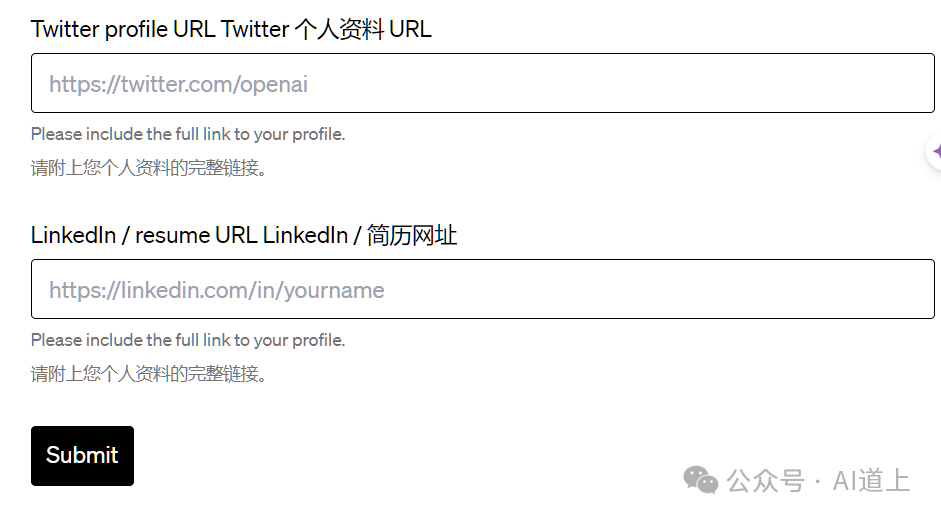 Twitter profile URL Twitter 个人资料 URL
https://twitter.com/openai
Please include the full link to your profile.
请附上您个人资料的完整链接。
LinkedIn / resume URL LinkedIn / 简历网址
https://linkedin.com/in/yourname
Please include the full link to your profile.
请附上您个人资料的完整链接。
Submit
公众号 · AI道上